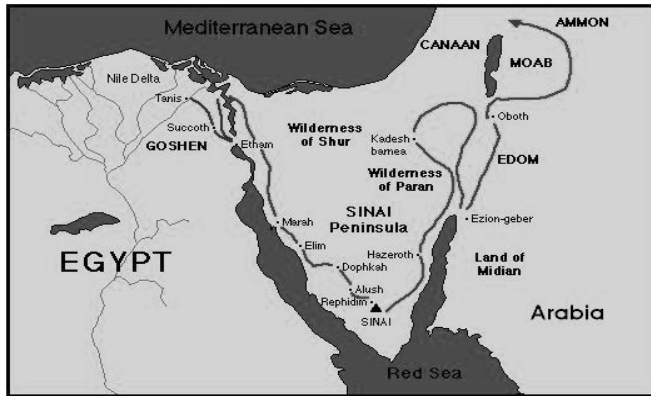 Mediterranean Sea
AMMON
CANAAN
MOAB
Nile Delta
Tanis
Succoth
GOSHEN
Etham
Wilderness
of Shur
Kadesh
barnea
Oboth
EDOM
Wilderness
of Paran
SINAI
Peninsula
Marah
Elim
Ezion-geber
EGYPT
Dophkah
Hazeroth
Land of
Midian
Alush
Rephidim
SINAI
Arabia
Red Sea